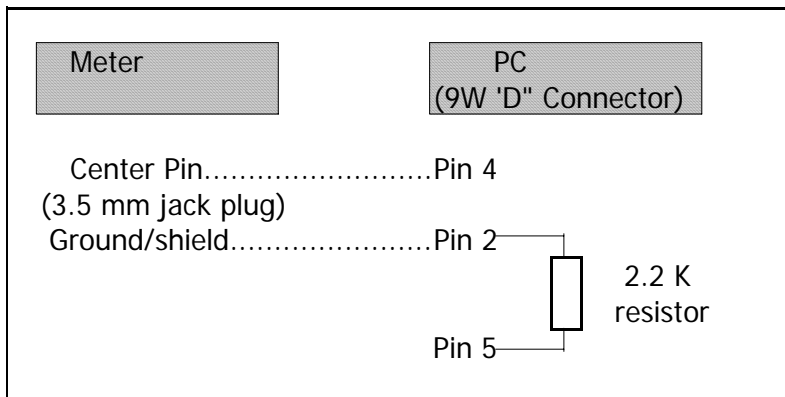 Meter
PC
(9W 'D" Connector)
Center Pin..........................Pin 4
(3.5 mm jack plug)
Ground/shield.......................Pin 2
2.2 K
resistor
Pin 5